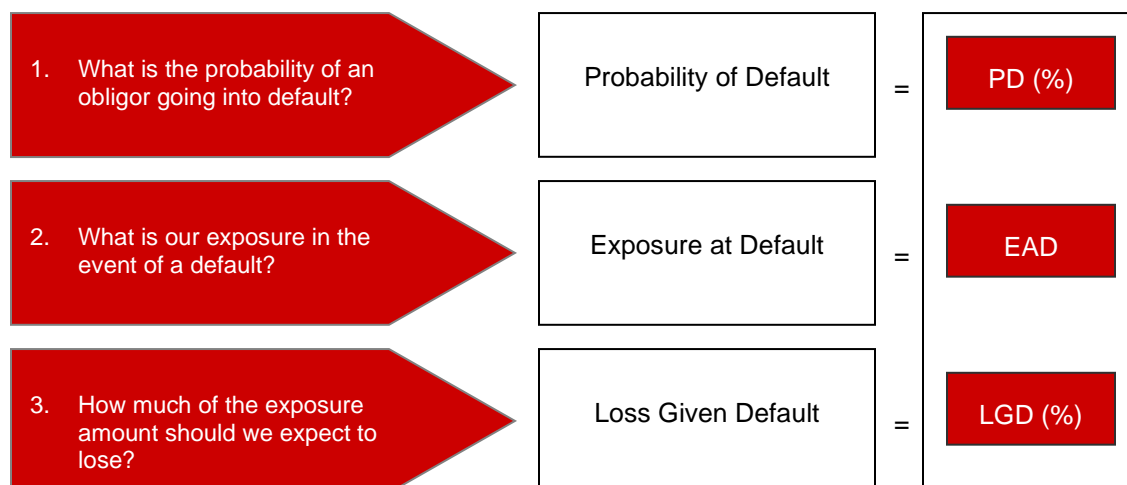 1. What is the probability of an
obligor going into default?
Probability of Default
=
PD (%)
2. What is our exposure in the
event of a default?
Exposure at Default
=
EAD
3. How much of the exposure
amount should we expect to
lose?
Loss Given Default
=
LGD (%)